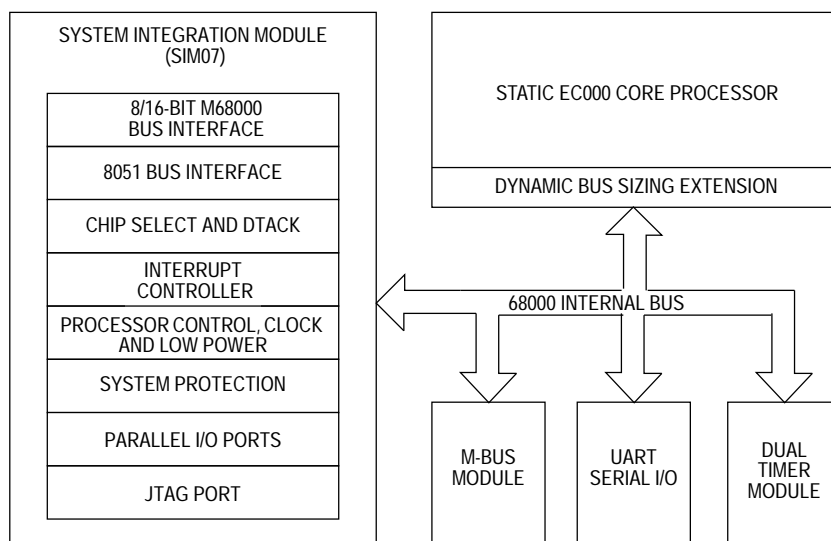 SYSTEM INTEGRATION MODULE
(SIM07)
8/16-BIT M68000
BUS INTERFACE
8051 BUS INTERFACE
CHIP SELECT AND DTACK
INTERRUPT
CONTROLLER
PROCESSOR CONTROL, CLOCK
AND LOW POWER
SYSTEM PROTECTION
PARALLEL I/O PORTS
JTAG PORT
STATIC EC000 CORE PROCESSOR
DYNAMIC BUS SIZING EXTENSION
68000 INTERNAL BUS
M-BUS
MODULE
UART
SERIAL I/O
DUAL
TIMER
MODULE